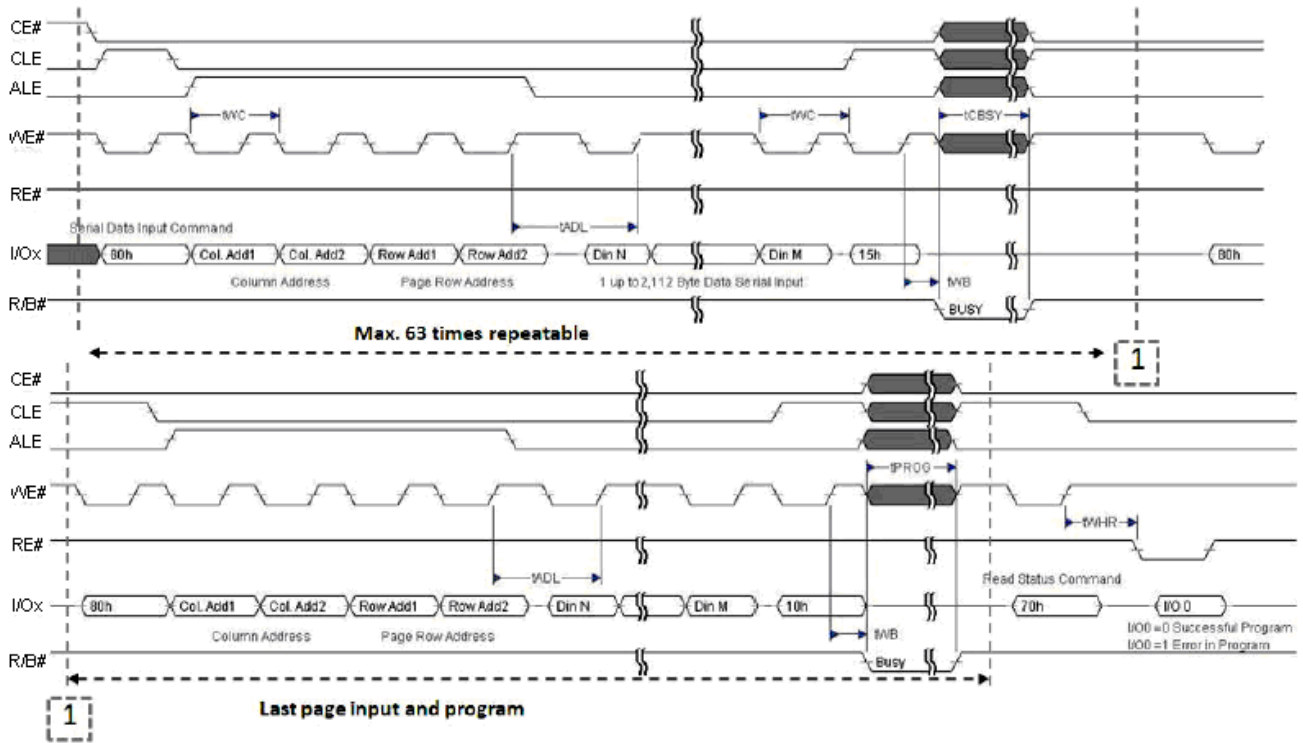 CE#
CLE
ALE
tWC tWC tCBSY
WE#
RE#
tADL
Serial Data Input Command
I/Ox 80h Col. Add1 Col. Add2 Row Add1 Row Add2 Din N Din M 15h 80h
Column Address Page Row Address 1 up to 2,112 Byte Data Serial Input tWB
R/B# BUSY
Max. 63 times repeatable
1
CE#
CLE
ALE
tPROG
WE#
tWHR
RE#
tADL Read Status Command
I/Ox 80h Col. Add1 Col. Add2 Row Add1 Row Add2 Din N Din M 10h 70h I/O 0
Column Address Page Row Address tWB I/O0 =0 Successful Program
I/O0 =1 Error in Program
R/B# Busy
1 Last page input and program